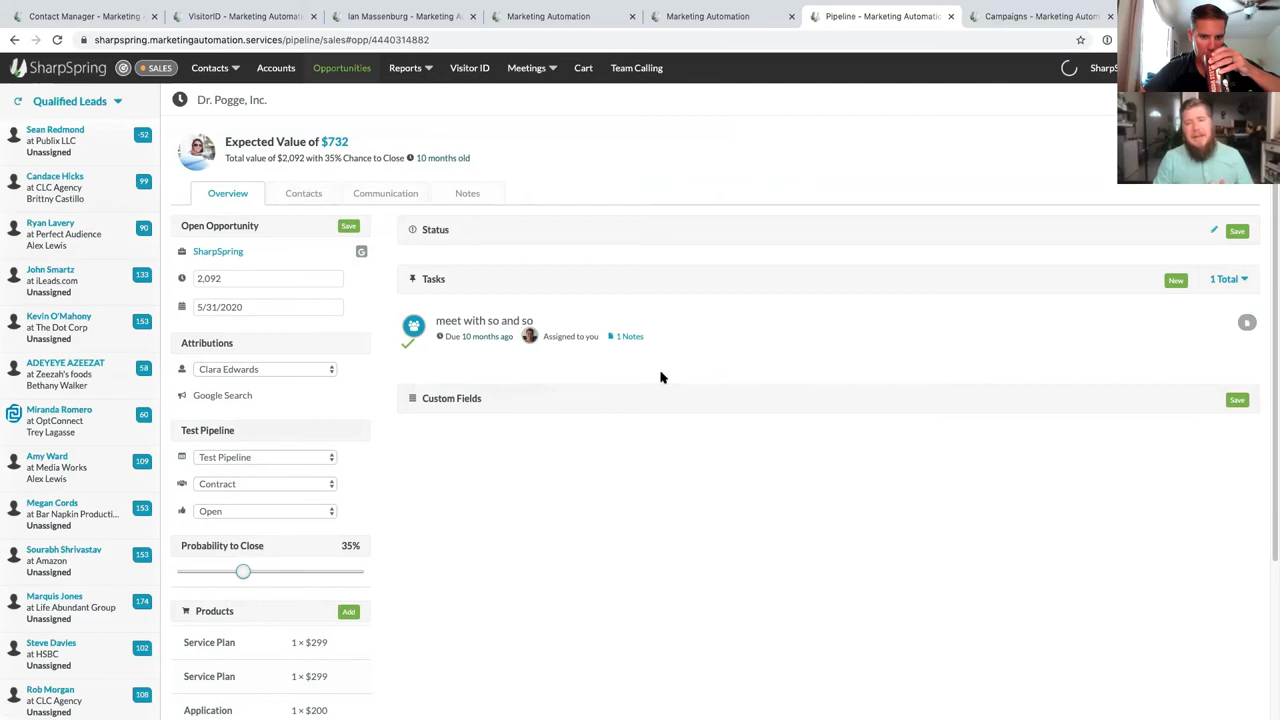 Contact Manager - Marketing
VisitorID - Marketing Automati
Ian Massenburg - Marketing A
Marketing Automation
Marketing Automation
Pipeline - Marketing Automatic
Campaigns - Marketing Autom
sharpspring.marketingautomation.services/pipeline/sales#opp/4440314882
SharpSpring
SALES
Contacts
Accounts
Opportunities
Reports
Visitor ID
Meetings
Cart
Team Calling
SharpS
Qualified Leads
Dr. Pogge, Inc.
Sean Redmond
at Publix LLC
Unassigned
-52
Candace Hicks
at CLC Agency
Brittny Castillo
99
Ryan Lavery
at Perfect Audience
Alex Lewis
90
John Smartz
at iLeads.com
Unassigned
133
Kevin O'Mahony
at The Dot Corp
Unassigned
153
ADEYEYE AZEEZAT
at Zeezah's foods
Bethany Walker
58
Miranda Romero
at OptConnect
Trey Lagasse
60
Amy Ward
at Media Works
Alex Lewis
109
Megan Cords
at Bar Napkin Producti...
Unassigned
153
Sourabh Shrivastav
at Amazon
Unassigned
153
Marquis Jones
at Life Abundant Group
Unassigned
174
Steve Davies
at HSBC
Unassigned
102
Rob Morgan
at CLC Agency
Unassigned
108
Expected Value of $732
Total value of $2,092 with 35% Chance to Close 10 months old
Overview
Contacts
Communication
Notes
Open Opportunity
Save
SharpSpring
G
2,092
5/31/2020
Attributions
Clara Edwards
Google Search
Test Pipeline
Test Pipeline
Contract
Open
Probability to Close 35%
Products
Add
Service Plan 1 × $299
Service Plan 1 × $299
Application 1 × $200
Status
Save
Tasks
New
1 Total
meet with so and so
Due 10 months ago Assigned to you 1 Notes
Custom Fields
Save